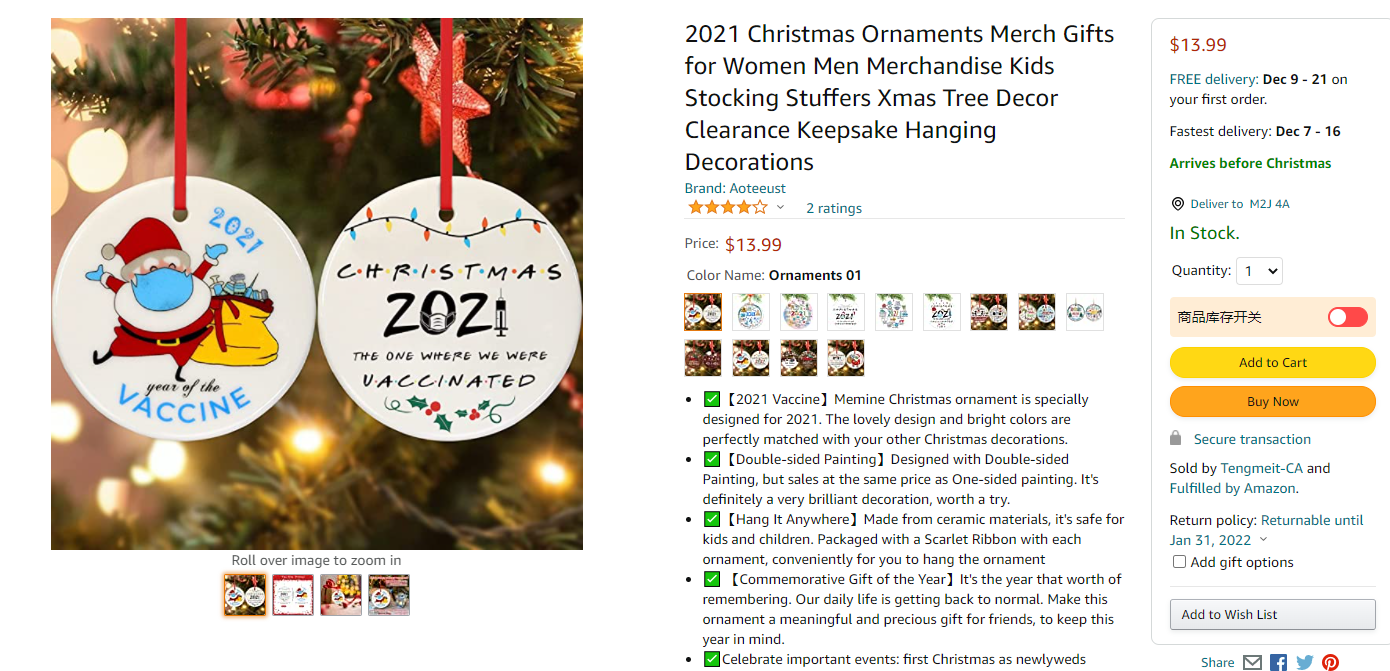 2021
year of the
VACCINE
C·H·R·I·S·T·M·A·S
2021
THE ONE WHERE WE WERE
V·A·C·C·I·N·A·T·E·D
Roll over image to zoom in
2021 Christmas Ornaments Merch Gifts
for Women Men Merchandise Kids
Stocking Stuffers Xmas Tree Decor
Clearance Keepsake Hanging
Decorations
Brand: Aoteeust
2 ratings
Price: $13.99
Color Name: Ornaments 01
✅【2021 Vaccine】Memine Christmas ornament is specially
designed for 2021. The lovely design and bright colors are
perfectly matched with your other Christmas decorations.
✅【Double-sided Painting】Designed with Double-sided
Painting, but sales at the same price as One-sided painting. It's
definitely a very brilliant decoration, worth a try.
✅【Hang It Anywhere】Made from ceramic materials, it's safe for
kids and children. Packaged with a Scarlet Ribbon with each
ornament, conveniently for you to hang the ornament
✅【Commemorative Gift of the Year】It's the year that worth of
remembering. Our daily life is getting back to normal. Make this
ornament a meaningful and precious gift for friends, to keep this
year in mind.
✅Celebrate important events: first Christmas as newlyweds
$13.99
FREE delivery: Dec 9 - 21 on
your first order.
Fastest delivery: Dec 7 - 16
Arrives before Christmas
Deliver to M2J 4A
In Stock.
Quantity: 1
商品库存开关
Add to Cart
Buy Now
Secure transaction
Sold by Tengmeit-CA and
Fulfilled by Amazon.
Return policy: Returnable until
Jan 31, 2022
Add gift options
Add to Wish List
Share